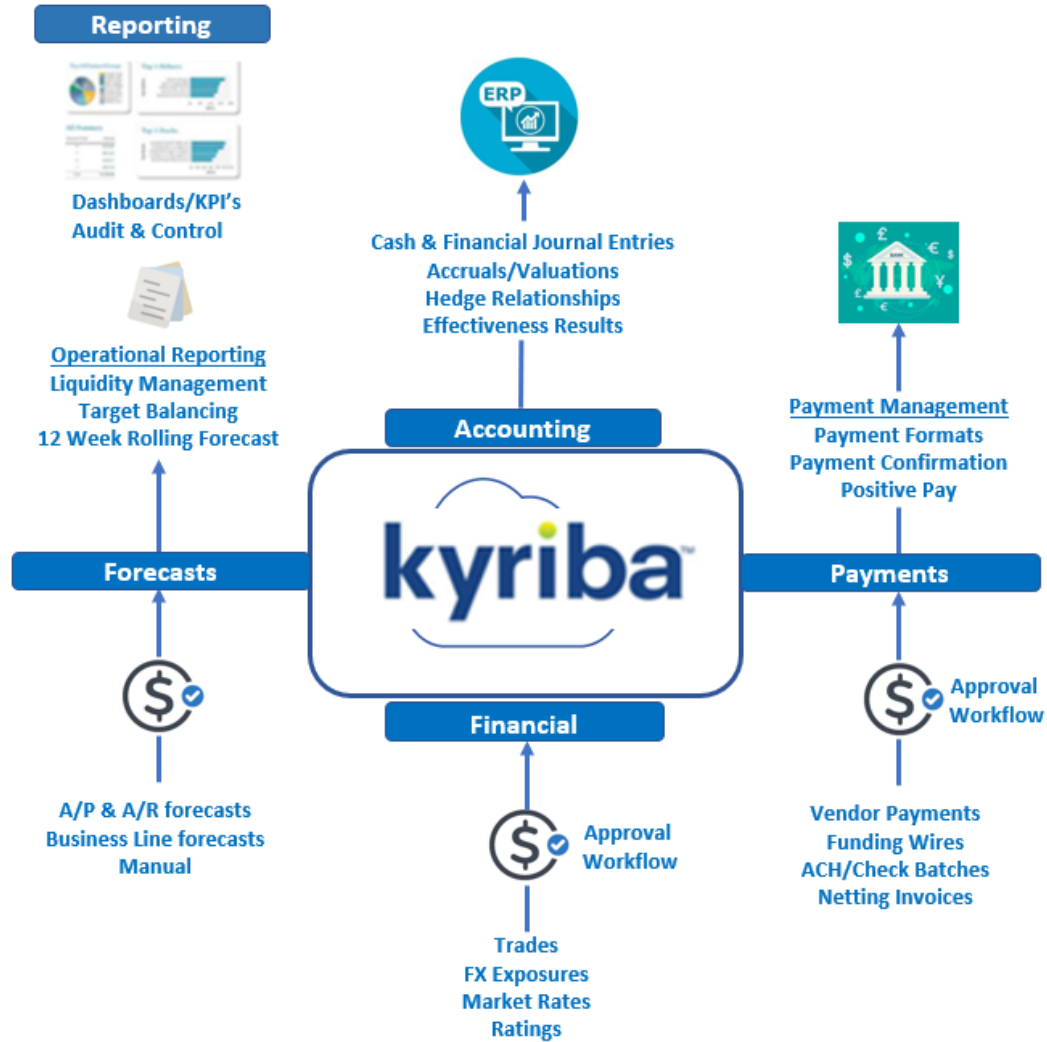 Reporting
Dashboards/KPI's
Audit & Control
Operational Reporting
Liquidity Management
Target Balancing
12 Week Rolling Forecast
Forecasts
A/P & A/R forecasts
Business Line forecasts
Manual
ERP
Cash & Financial Journal Entries
Accruals/Valuations
Hedge Relationships
Effectiveness Results
Accounting
kyriba™
Financial
Approval
Workflow
Trades
FX Exposures
Market Rates
Ratings
BANK
Payment Management
Payment Formats
Payment Confirmation
Positive Pay
Payments
Approval
Workflow
Vendor Payments
Funding Wires
ACH/Check Batches
Netting Invoices